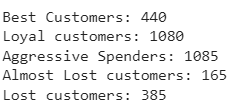 Best Customers: 440
Loyal customers: 1080
Aggressive Spenders: 1085
Almost Lost customers: 165
Lost customers: 385